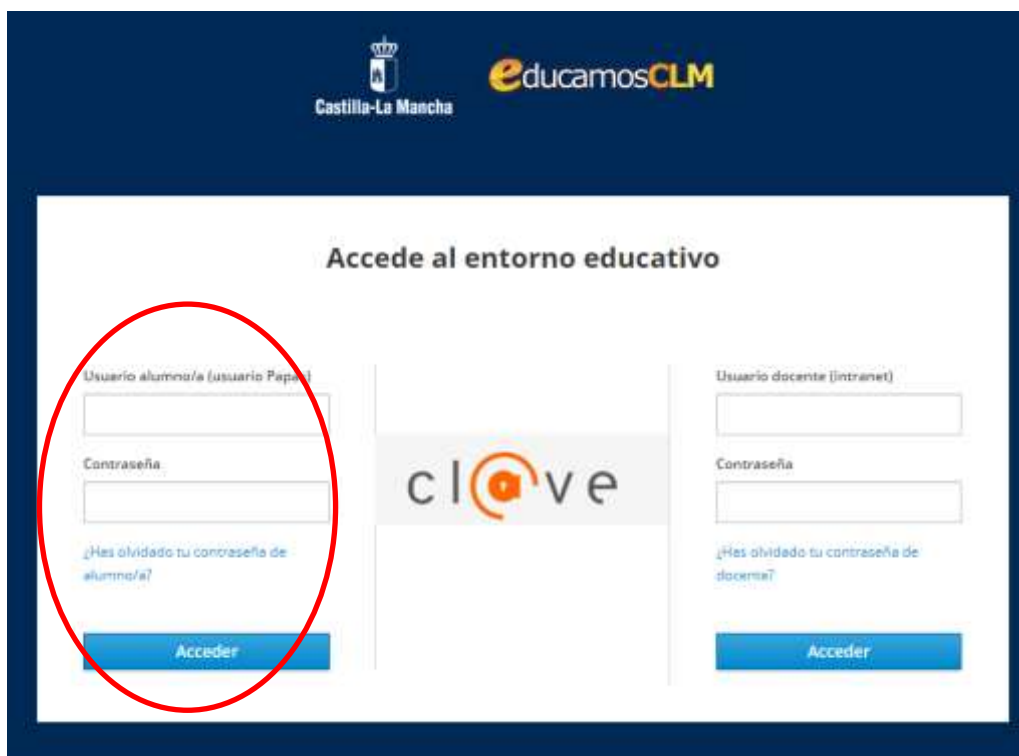 Castilla-La Mancha
educamosCLM
Accede al entorno educativo
Usuario alumno/a (usuario Papas)
Contraseña
¿Has olvidado tu contraseña de
alumno/a?
Acceder
cl@ve
Usuario docente (intranet)
Contraseña
¿Has olvidado tu contraseña de
docente?
Acceder